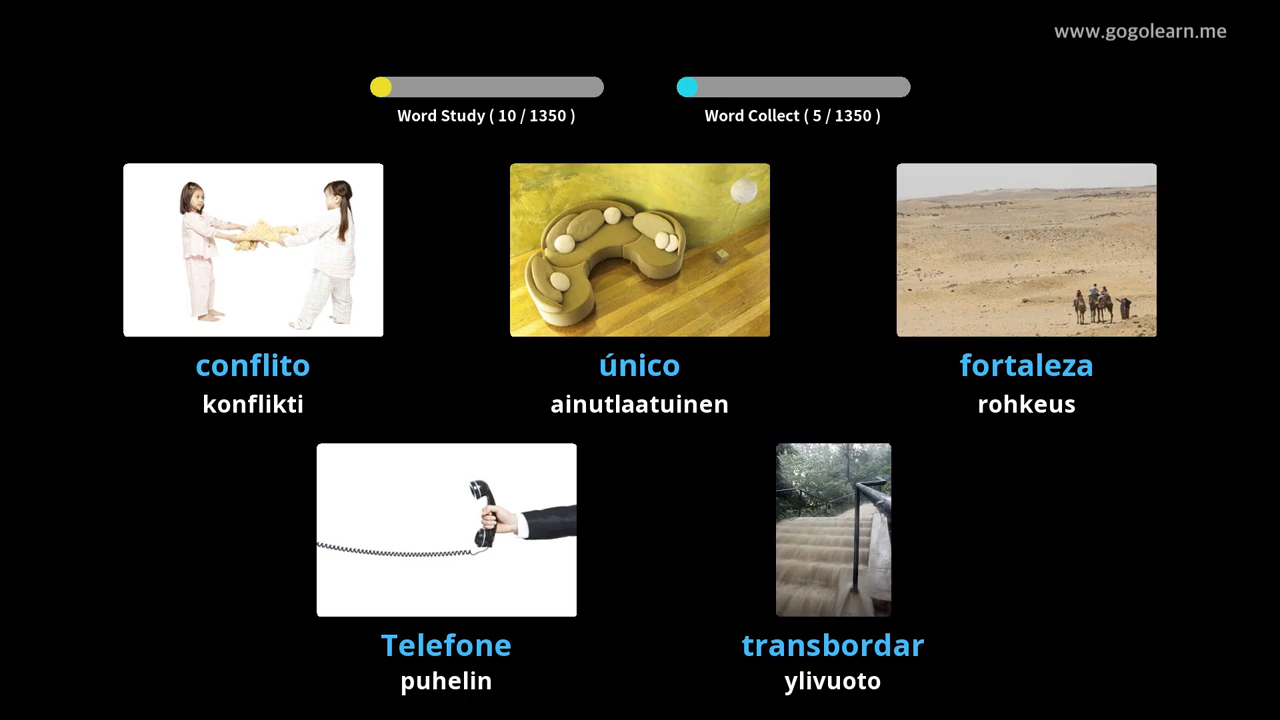 www.gogolearn.me
Word Study ( 10 / 1350 )
Word Collect ( 5 / 1350 )
conflito
konflikti
único
ainutlaatuinen
fortaleza
rohkeus
Telefone
puhelin
transbordar
ylivuoto